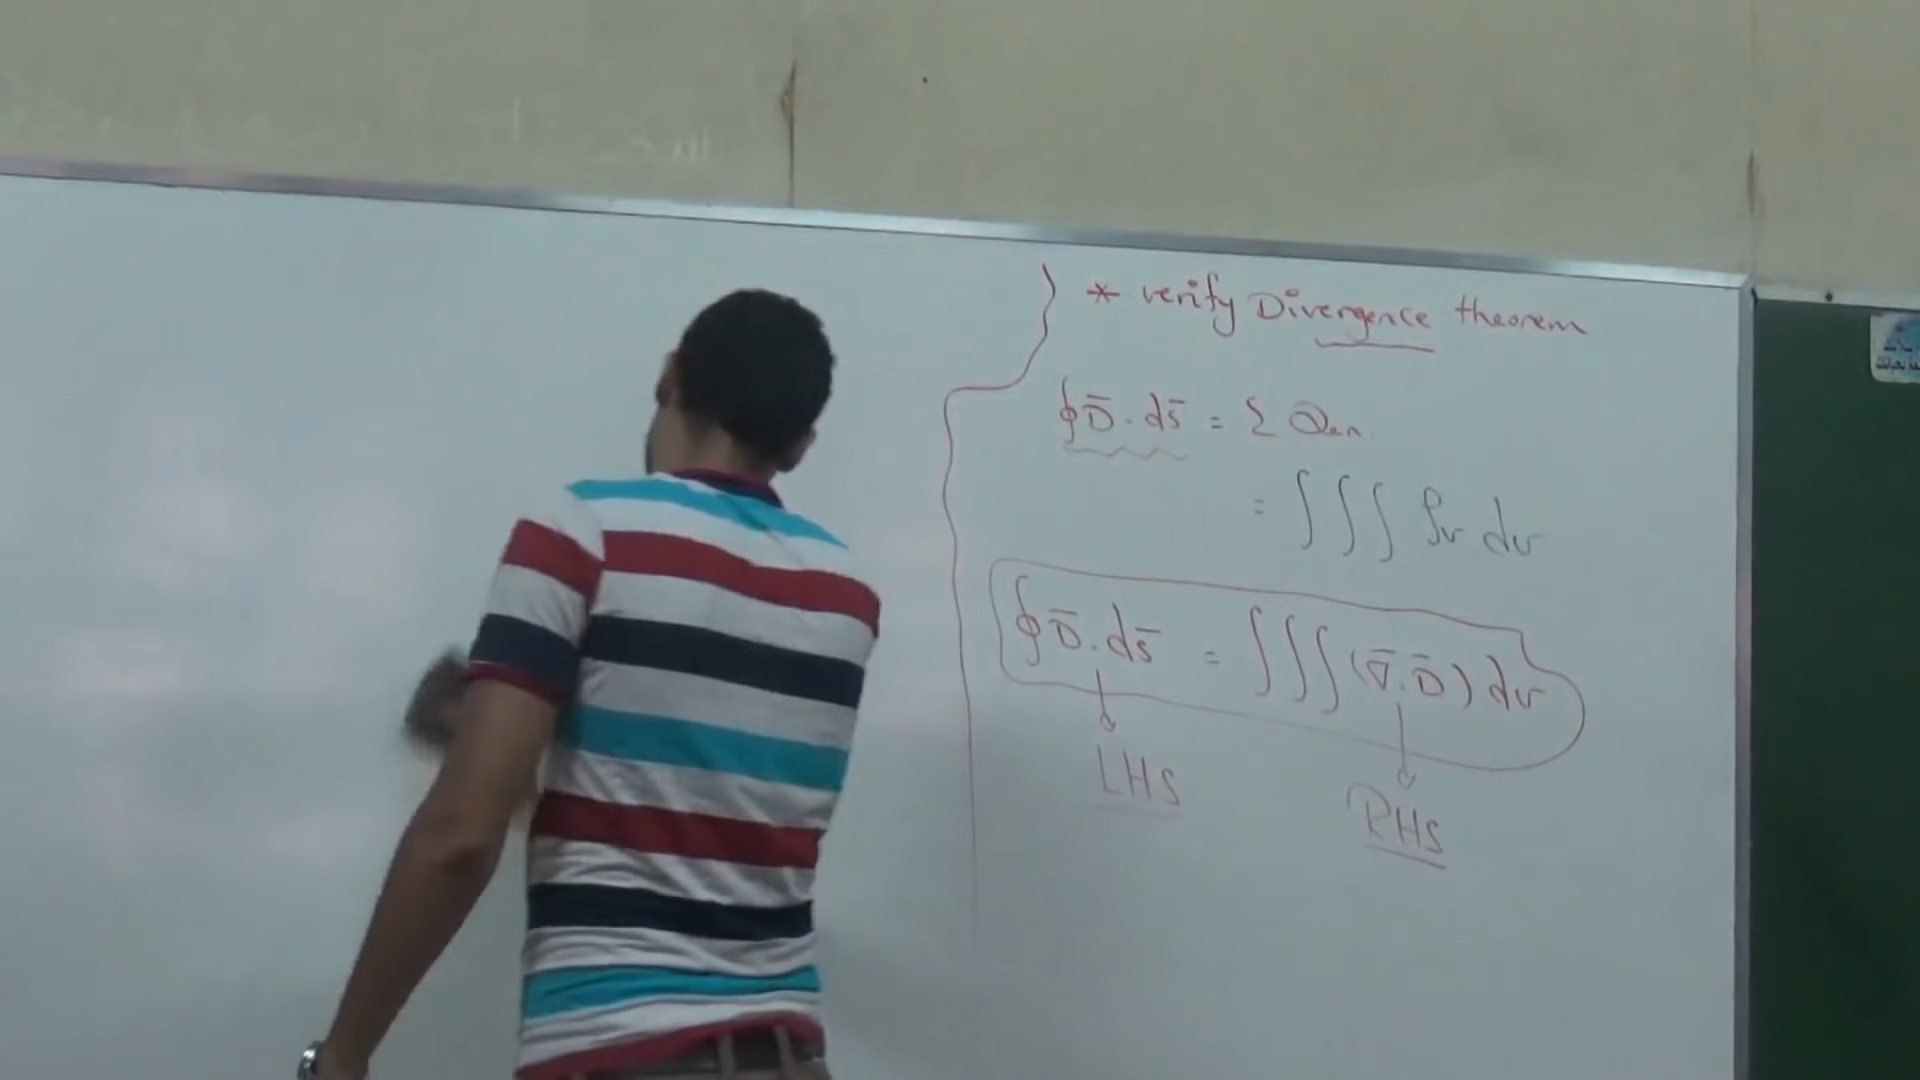 * verify Divergence theorem
∮ D̄ . ds̄ = Σ Qen.
= ∫∫∫ ρv dv
∮ D̄ . ds̄ = ∫∫∫ (∇̄ . D̄) dv
LHS
RHS